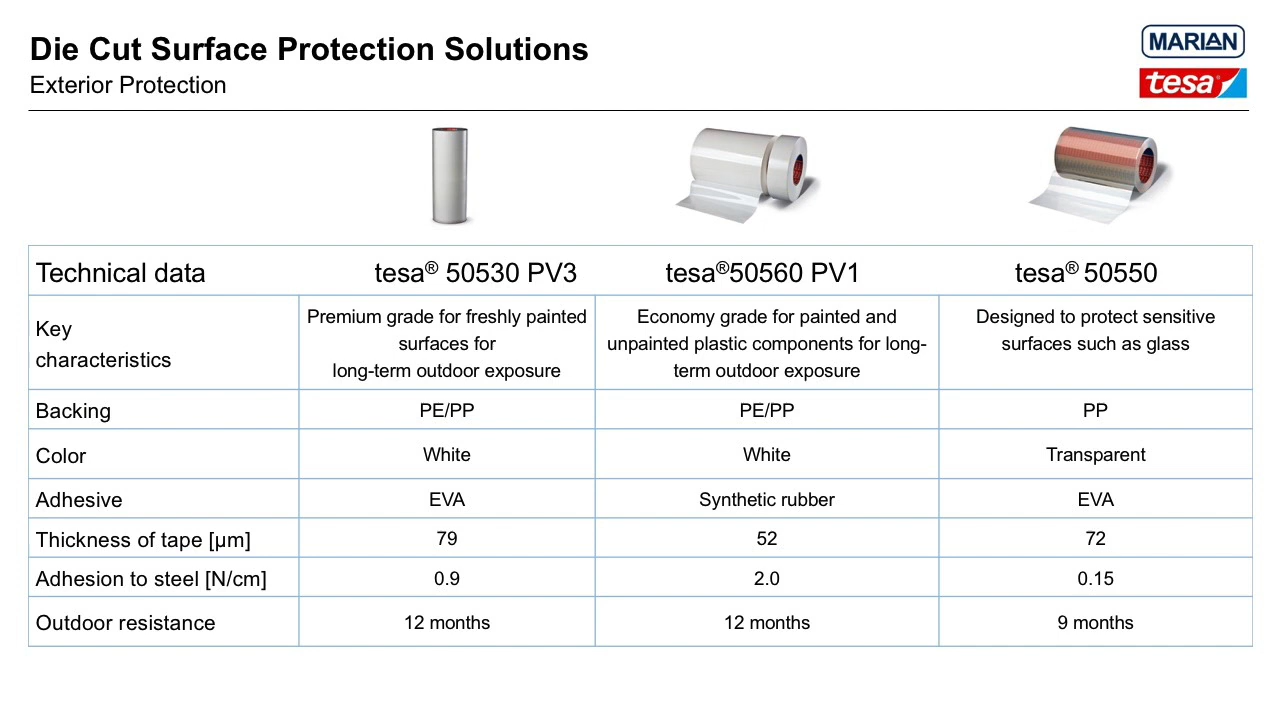 Die Cut Surface Protection Solutions
Exterior Protection
MARIAN
tesa®
Technical data
tesa® 50530 PV3
tesa®50560 PV1
tesa® 50550
Key
characteristics
Premium grade for freshly painted
surfaces for
long-term outdoor exposure
Economy grade for painted and
unpainted plastic components for long-
term outdoor exposure
Designed to protect sensitive
surfaces such as glass
Backing
PE/PP
PE/PP
PP
Color
White
White
Transparent
Adhesive
EVA
Synthetic rubber
EVA
Thickness of tape [µm]
79
52
72
Adhesion to steel [N/cm]
0.9
2.0
0.15
Outdoor resistance
12 months
12 months
9 months